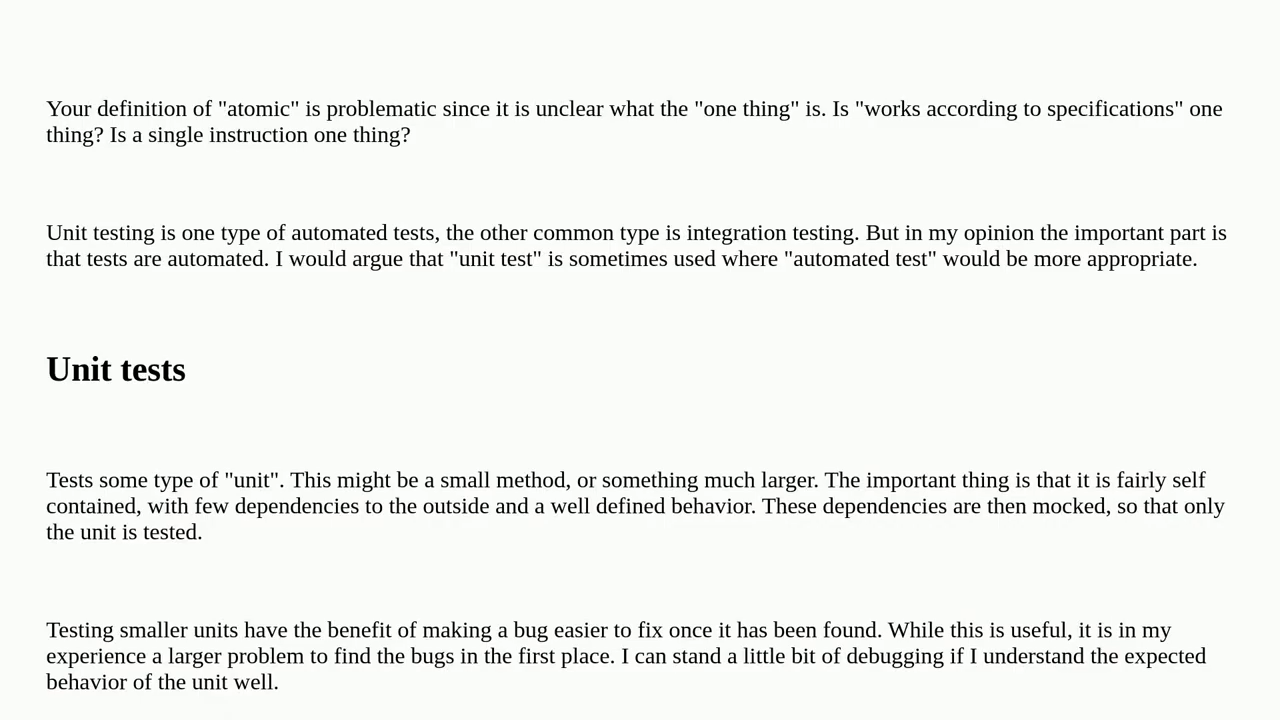 Your definition of "atomic" is problematic since it is unclear what the "one thing" is. Is "works according to specifications" one
thing? Is a single instruction one thing?
Unit testing is one type of automated tests, the other common type is integration testing. But in my opinion the important part is
that tests are automated. I would argue that "unit test" is sometimes used where "automated test" would be more appropriate.
Unit tests
Tests some type of "unit". This might be a small method, or something much larger. The important thing is that it is fairly self
contained, with few dependencies to the outside and a well defined behavior. These dependencies are then mocked, so that only
the unit is tested.
Testing smaller units have the benefit of making a bug easier to fix once it has been found. While this is useful, it is in my
experience a larger problem to find the bugs in the first place. I can stand a little bit of debugging if I understand the expected
behavior of the unit well.